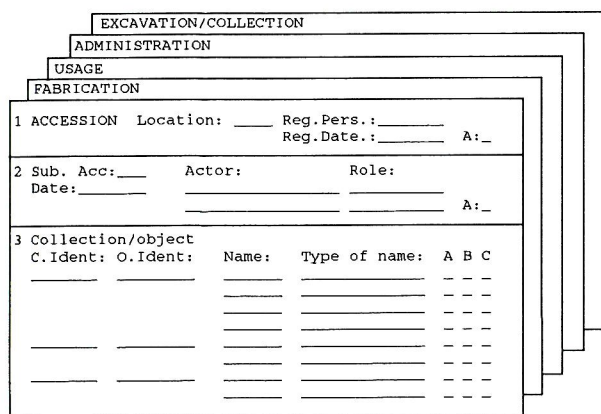 EXCAVATION/COLLECTION
ADMINISTRATION
USAGE
FABRICATION
1 ACCESSION Location: ____ Reg.Pers.:_______
Reg.Date.:_______ A:_
2 Sub. Acc:___ Actor: Role:
Date:_______
A:_
3 Collection/object
C.Ident: O.Ident: Name: Type of name: A B C